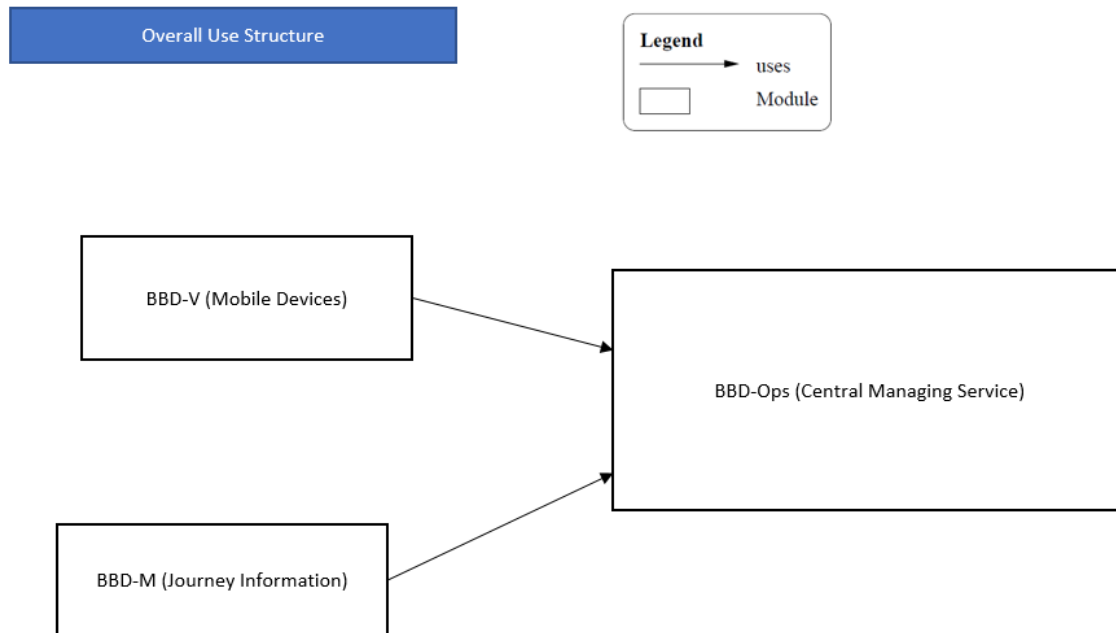 Overall Use Structure
Legend
uses
Module
BBD-V (Mobile Devices)
BBD-Ops (Central Managing Service)
BBD-M (Journey Information)